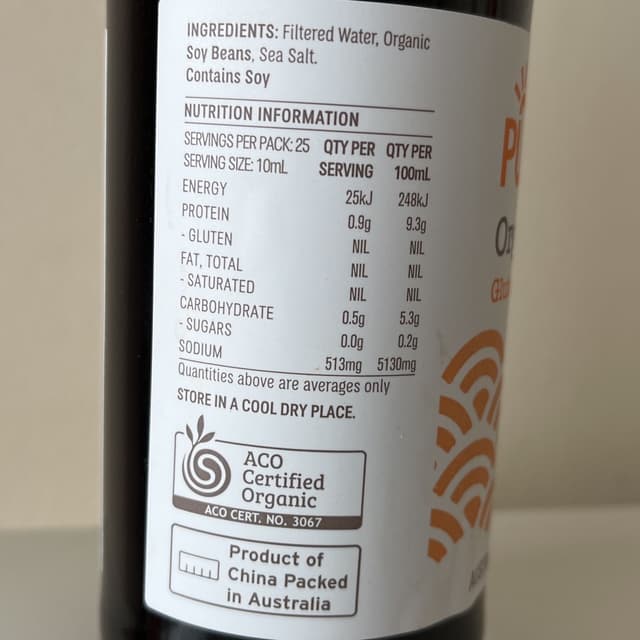 INGREDIENTS: Filtered Water, Organic
Soy Beans, Sea Salt.
Contains Soy
NUTRITION INFORMATION
SERVINGS PER PACK: 25 QTY PER QTY PER
SERVING SIZE: 10mL SERVING 100mL
ENERGY 25kJ 248kJ
PROTEIN 0.9g 9.3g
- GLUTEN NIL NIL
FAT, TOTAL NIL NIL
- SATURATED NIL NIL
CARBOHYDRATE 0.5g 5.3g
- SUGARS 0.0g 0.2g
SODIUM 513mg 5130mg
Quantities above are averages only
STORE IN A COOL DRY PLACE.
ACO
Certified
Organic
ACO CERT. NO. 3067
Product of
China Packed
in Australia